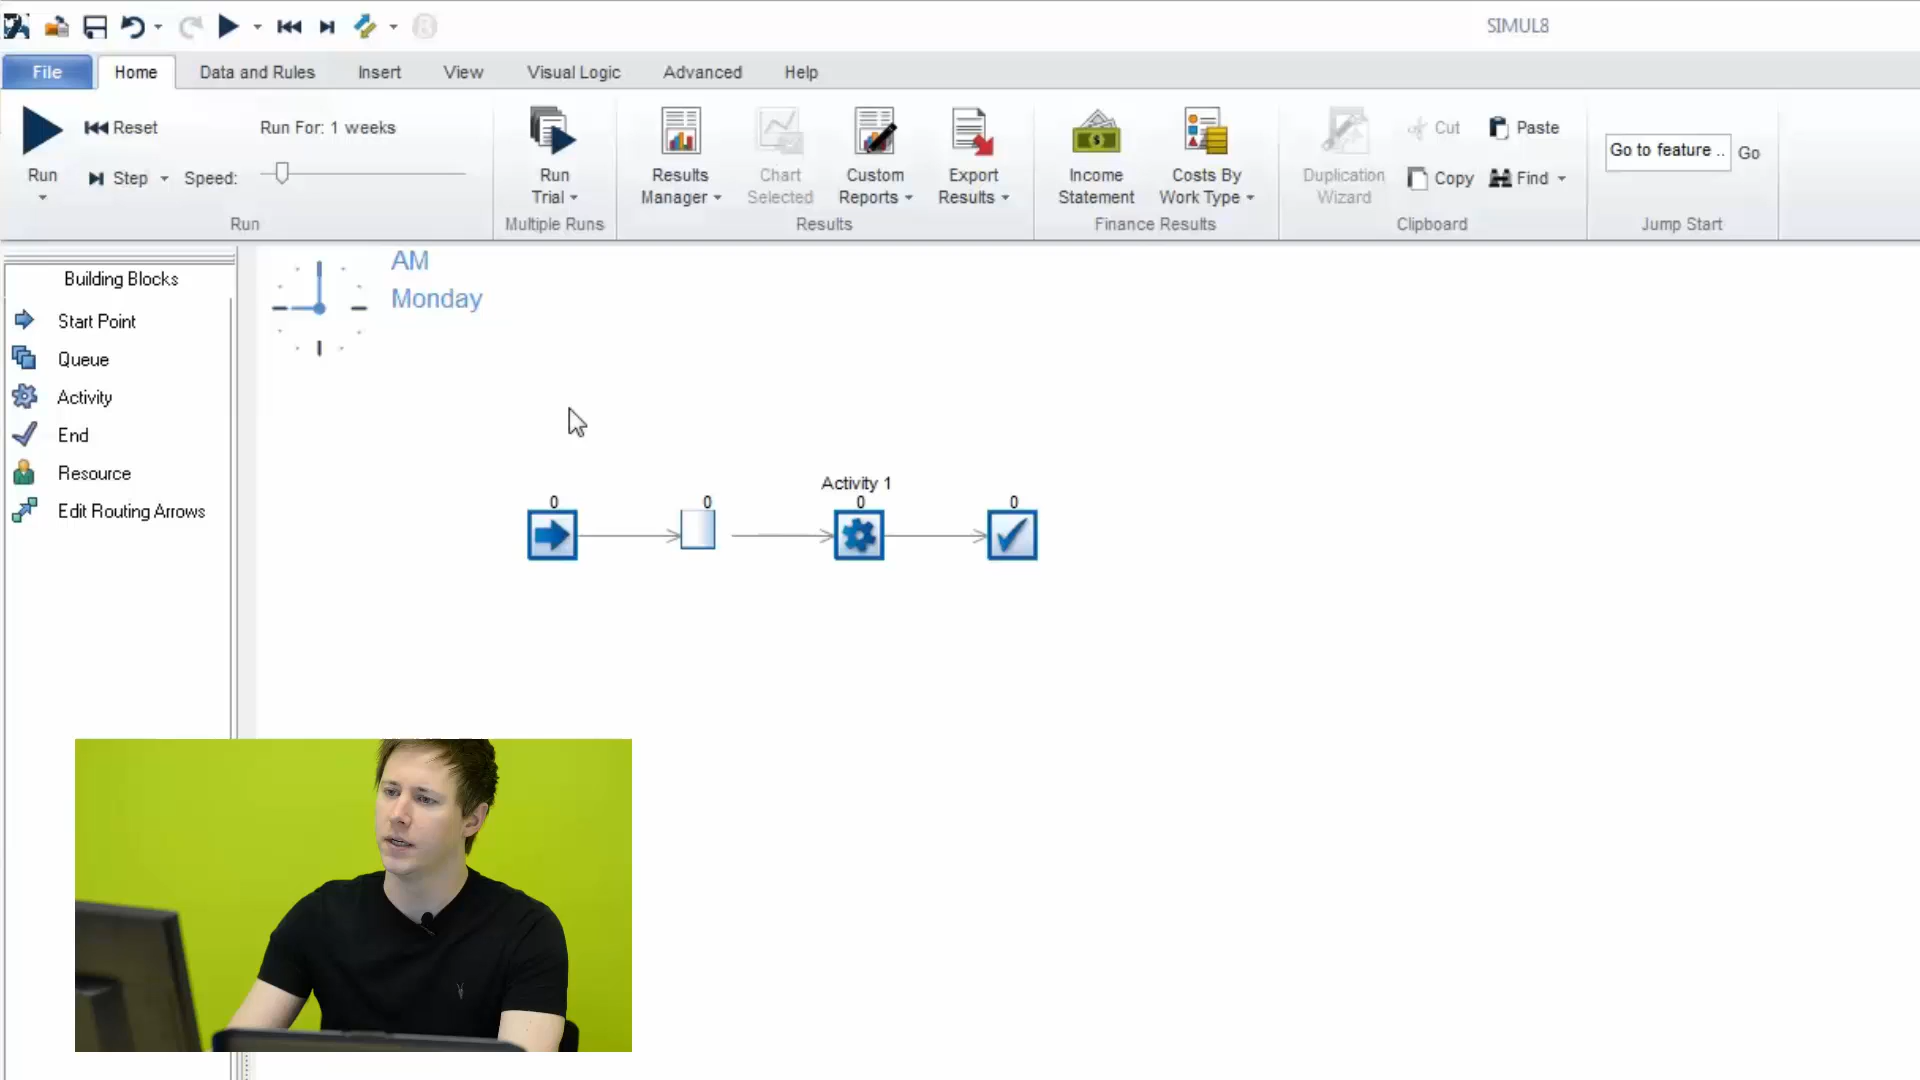 SIMUL8
File Home Data and Rules Insert View Visual Logic Advanced Help
Run
Reset
Step
Run For: 1 weeks
Speed:
Run
Run
Trial
Multiple Runs
Results
Manager
Chart
Selected
Custom
Reports
Export
Results
Results
Income
Statement
Costs By
Work Type
Finance Results
Duplication
Wizard
Cut
Paste
Copy
Find
Clipboard
Go to feature ..
Go
Jump Start
Building Blocks
Start Point
Queue
Activity
End
Resource
Edit Routing Arrows
AM
Monday
Activity 1
0
0
0
0